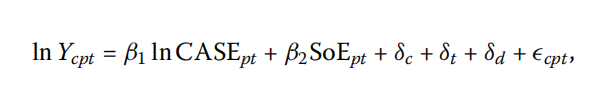 ln Y_{cpt} = β_1 ln CASE_{pt} + β_2 SoE_{pt} + δ_c + δ_t + δ_d + ϵ_{cpt},